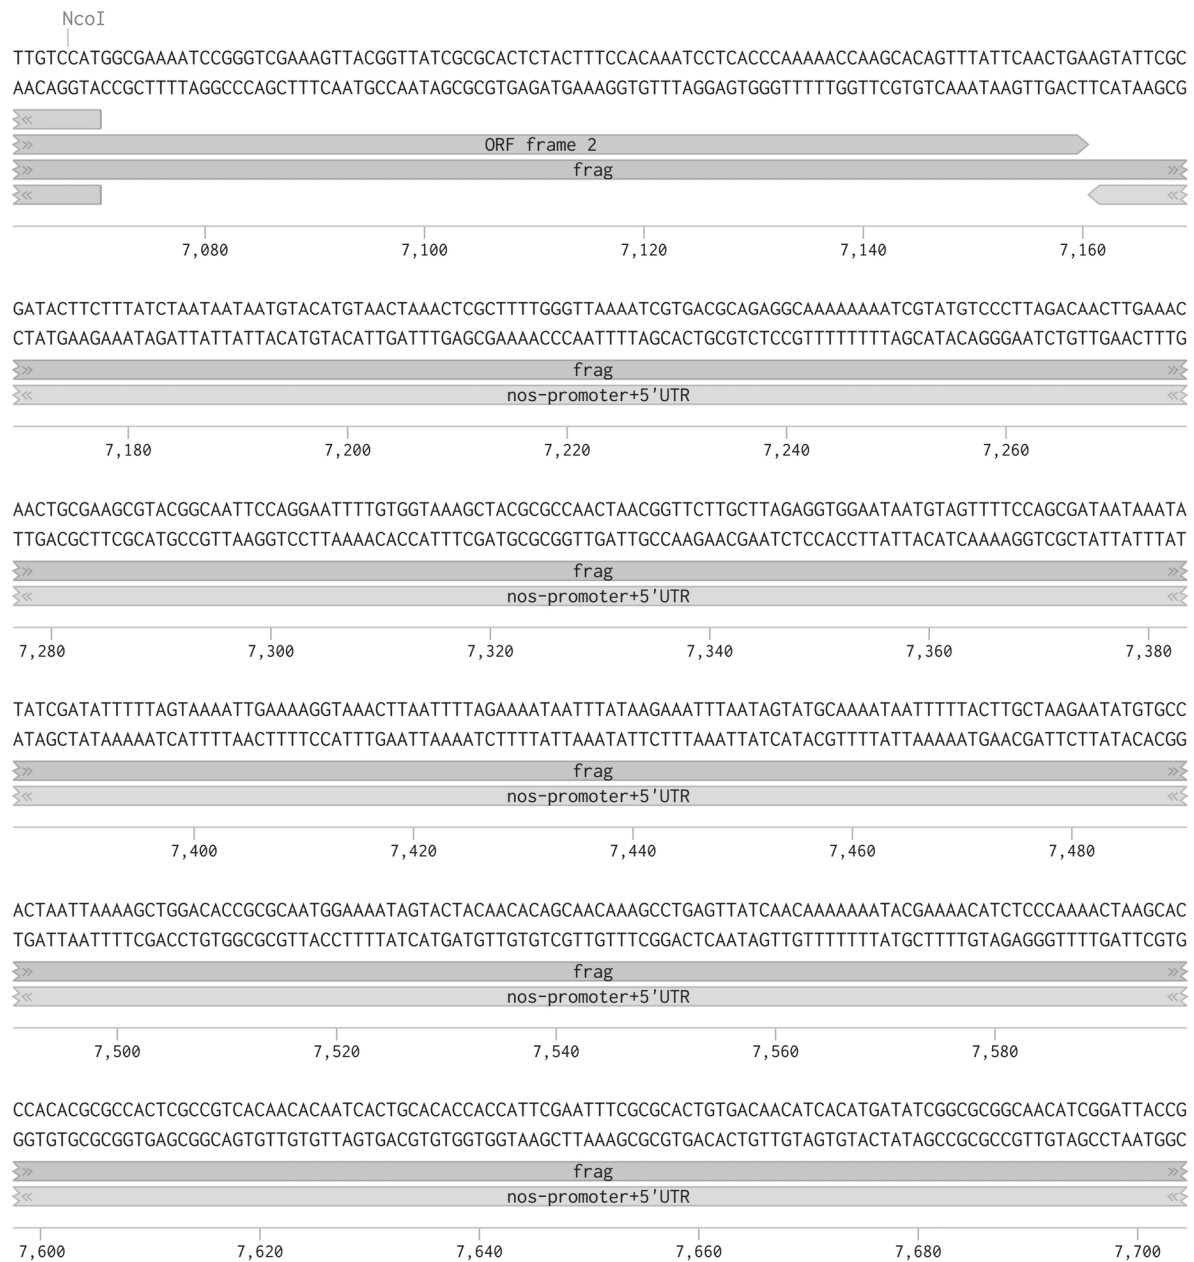 NcoI
TTGTCCATGGCGAAAATCCGGGTCGAAAGTTACGGTTATCGCGCACTCTACTTTCCACAAATCCTCACCCAAAAACCAAGCACAGTTTATTCAACTGAAGTATTCGC
AACAGGTACCGCTTTTAGGCCCAGCTTTCAATGCCAATAGCGCGTGAGATGAAAGGTGTTTAGGAGTGGGTTTTTGGTTCGTGTCAAATAAGTTGACTTCATAAGCG
ORF frame 2
frag
7,080 7,100 7,120 7,140 7,160
GATACTTCTTTATCTAATAATAATGTACATGTAACTAAACTCGCTTTTGGGTTAAAATCGTGACGCAGAGGCAAAAAAAATCGTATGTCCCTTAGACAACTTGAAAC
CTATGAAGAAATAGATTATTATTACATGTACATTGATTTGAGCGAAAACCCAATTTTAGCACTGCGTCTCCGTTTTTTTTAGCATACAGGGAATCTGTTGAACTTTG
frag
nos-promoter+5'UTR
7,180 7,200 7,220 7,240 7,260
AACTGCGAAGCGTACGGCAATTCCAGGAATTTTGTGGTAAAGCTACGCGCCAACTAACGGTTCTTGCTTAGAGGTGGAATAATGTAGTTTTCCAGCGATAATAAATA
TTGACGCTTCGCATGCCGTTAAGGTCCTTAAAACACCATTTCGATGCGCGGTTGATTGCCAAGAACGAATCTCCACCTTATTACATCAAAAGGTCGCTATTATTTAT
frag
nos-promoter+5'UTR
7,280 7,300 7,320 7,340 7,360 7,380
TATCGATATTTTTAGTAAAATTGAAAAGGTAAACTTAATTTTAGAAAATAATTTATAAGAAATTTAATAGTATGCAAAATAATTTTTACTTGCTAAGAATATGTGCC
ATAGCTATAAAAATCATTTTAACTTTTCCATTTGAATTAAAATCTTTTATTAAATATTCTTTAAATTATCATACGTTTTATTAAAAATGAACGATTCTTATACACGG
frag
nos-promoter+5'UTR
7,400 7,420 7,440 7,460 7,480
ACTAATTAAAAGCTGGACACCGCGCAATGGAAAATAGTACTACAACACAGCAACAAAGCCTGAGTTATCAACAAAAAAATACGAAAACATCTCCCAAAACTAAGCAC
TGATTAATTTTCGACCTGTGGCGCGTTACCTTTTATCATGATGTTGTGTCGTTGTTTCGGACTCAATAGTTGTTTTTTTATGCTTTTGTAGAGGGTTTTGATTCGTG
frag
nos-promoter+5'UTR
7,500 7,520 7,540 7,560 7,580
CCACACGCGCCACTCGCCGTCACAACACAATCACTGCACACCACCATTCGAATTTCGCGCACTGTGACAACATCACATGATATCGGCGCGGCAACATCGGATTACCG
GGTGTGCGCGGTGAGCGGCAGTGTTGTGTTAGTGACGTGTGGTGGTAAGCTTAAAGCGCGTGACACTGTTGTAGTGTACTATAGCCGCGCCGTTGTAGCCTAATGGC
frag
nos-promoter+5'UTR
7,600 7,620 7,640 7,660 7,680 7,700